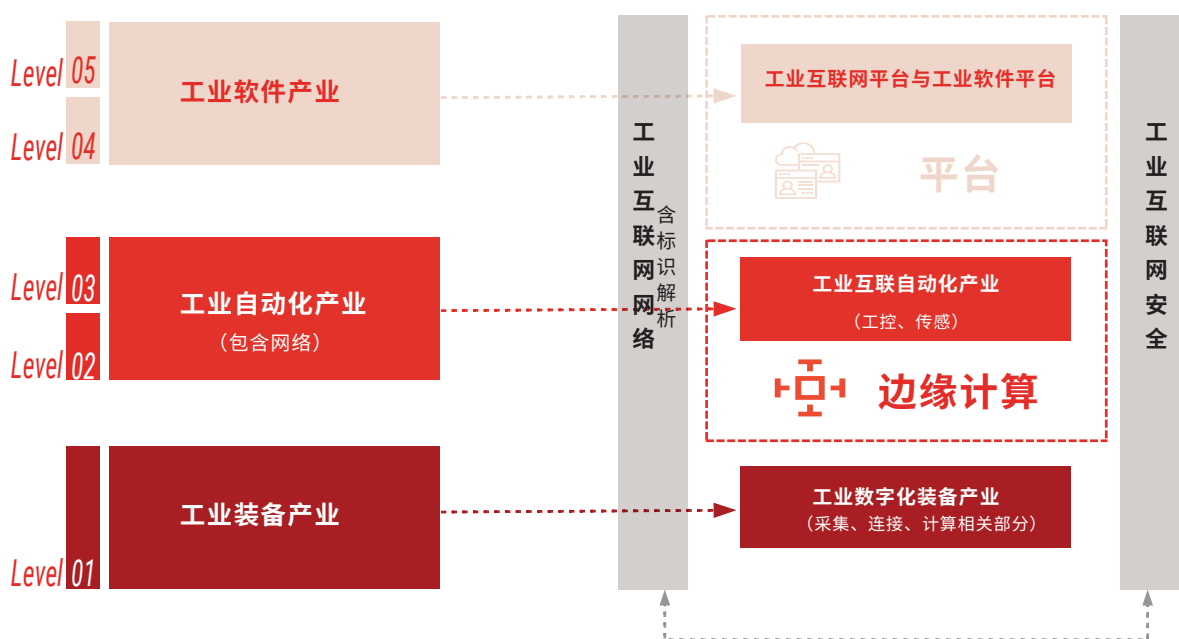 Level 05
Level 04
工业软件产业
Level 03
Level 02
工业自动化产业
（包含网络）
Level 01
工业装备产业
工业互联网网络
含标识解析
工业互联网平台与工业软件平台
平台
工业互联自动化产业
（工控、传感）
边缘计算
工业数字化装备产业
（采集、连接、计算相关部分）
工业互联网安全